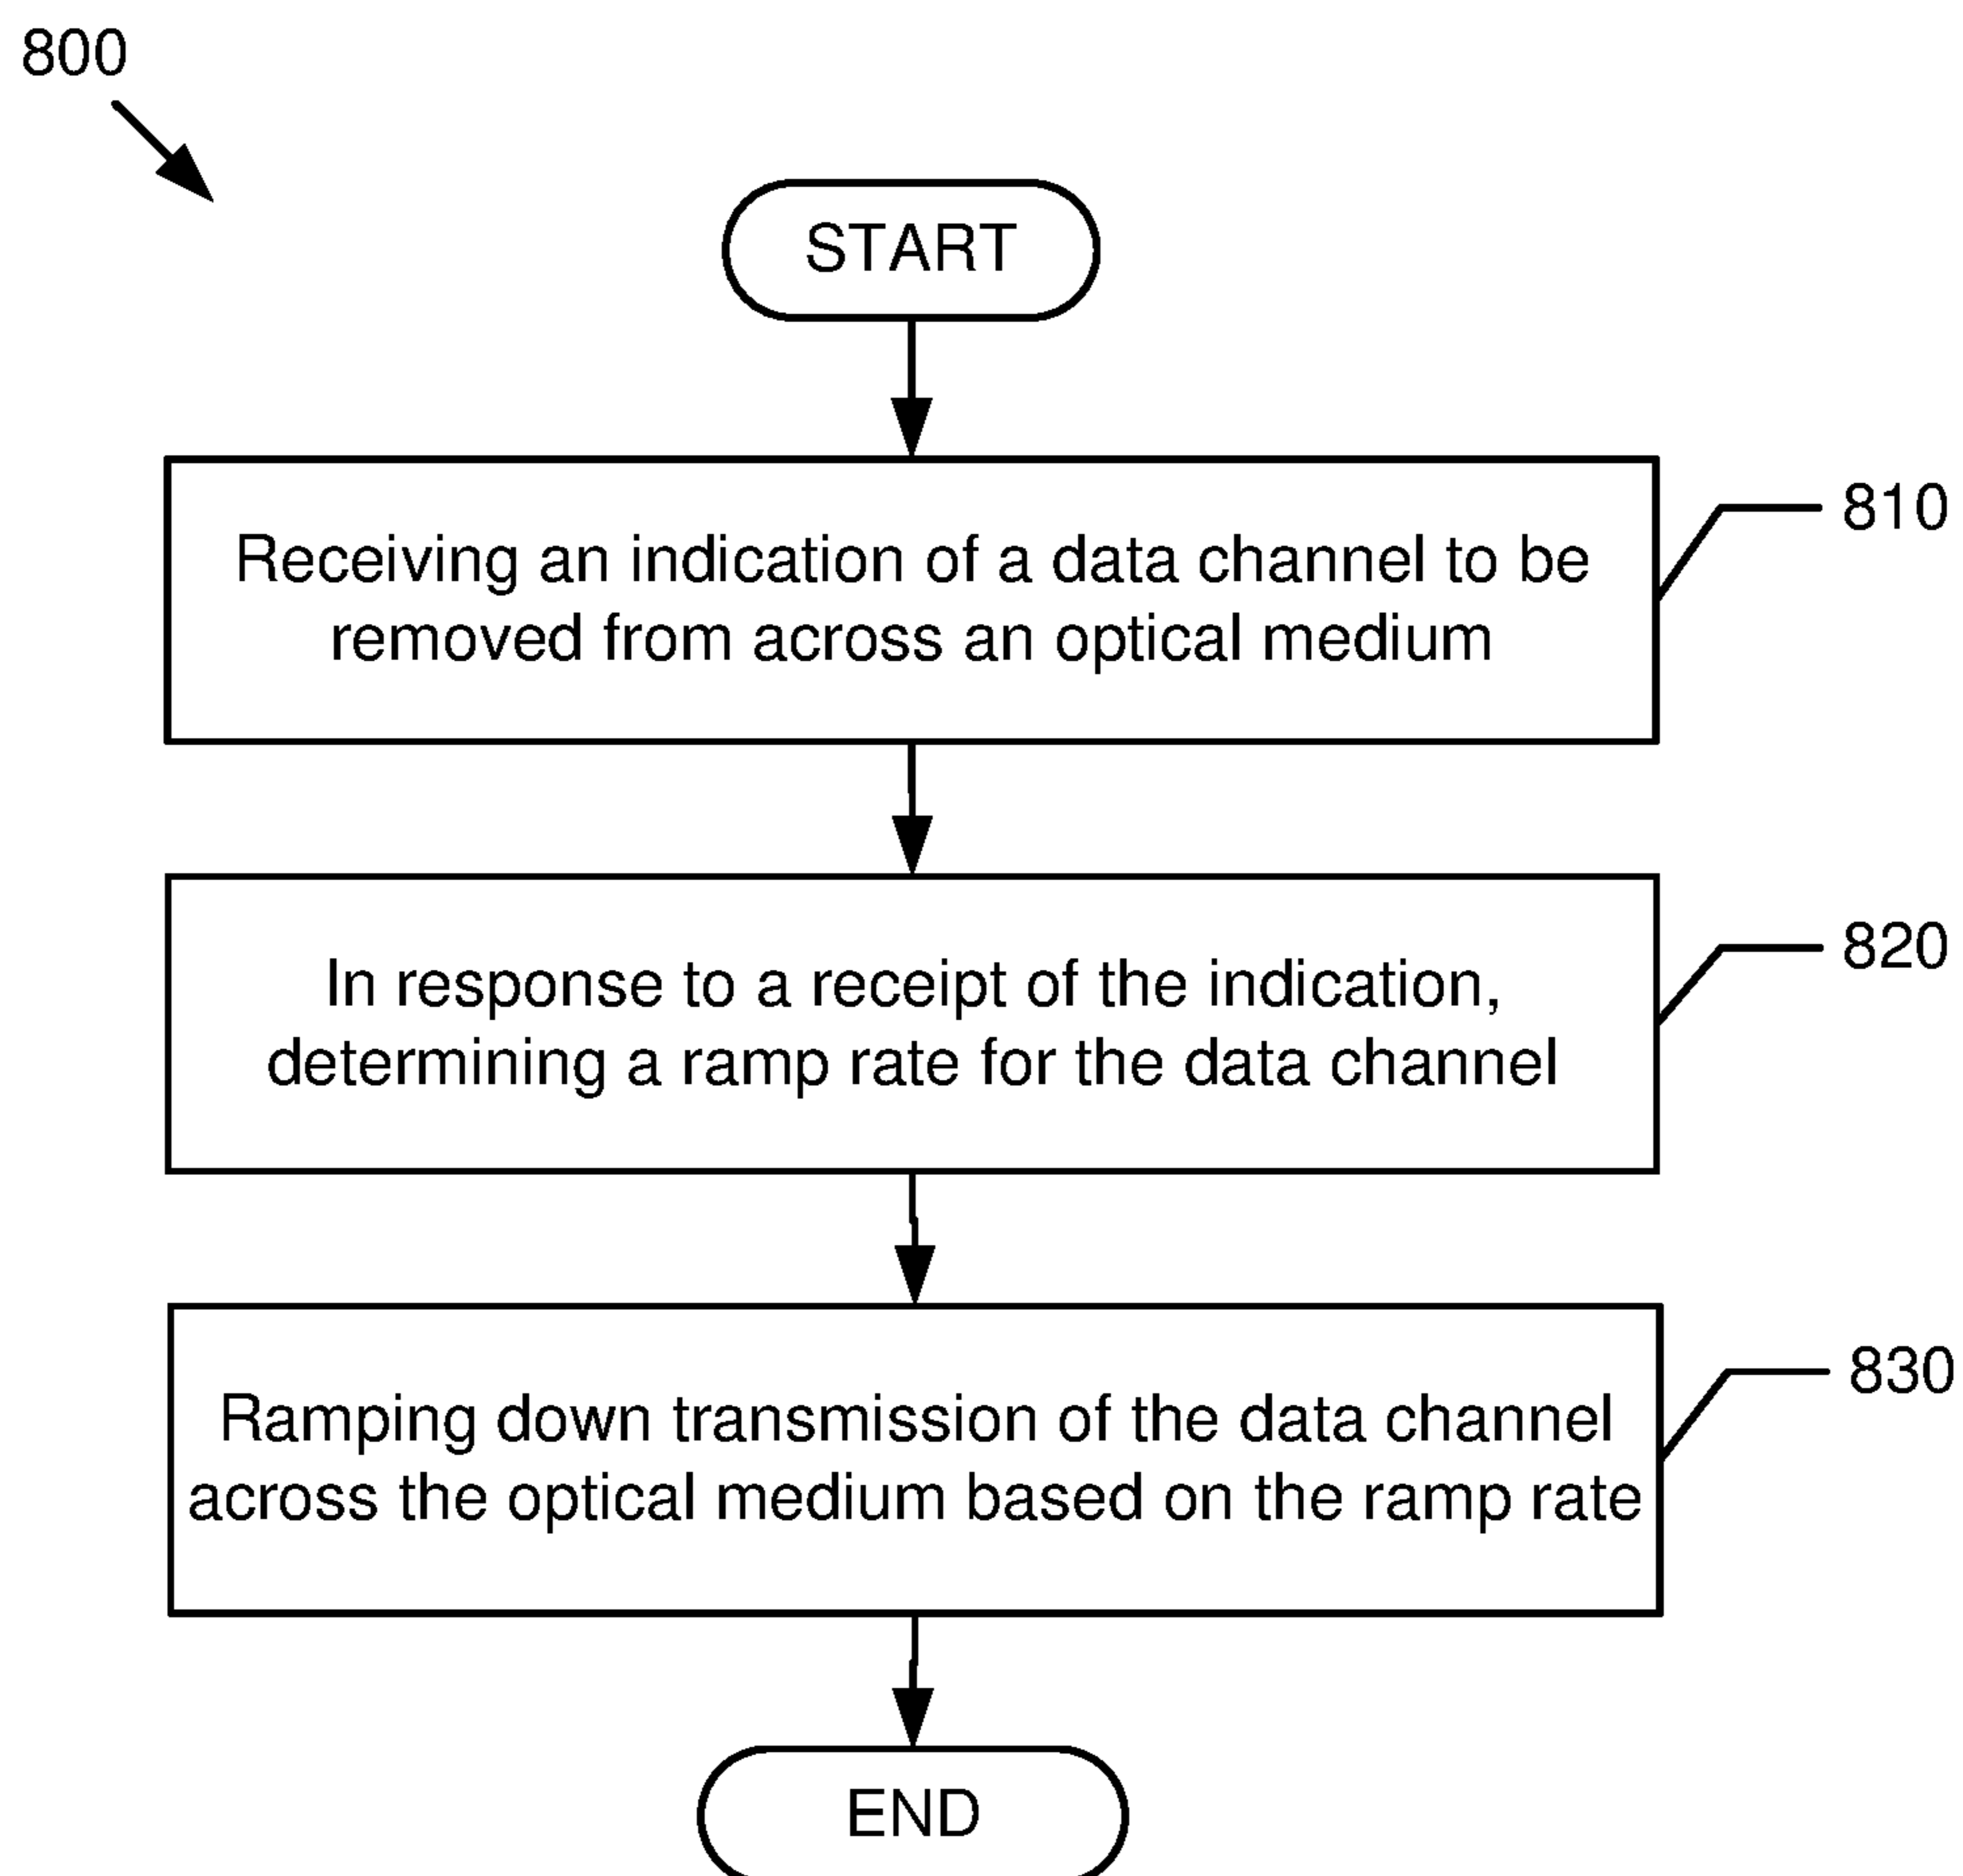 800
START
Receiving an indication of a data channel to be
removed from across an optical medium
810
In response to a receipt of the indication,
determining a ramp rate for the data channel
820
Ramping down transmission of the data channel
across the optical medium based on the ramp rate
830
END